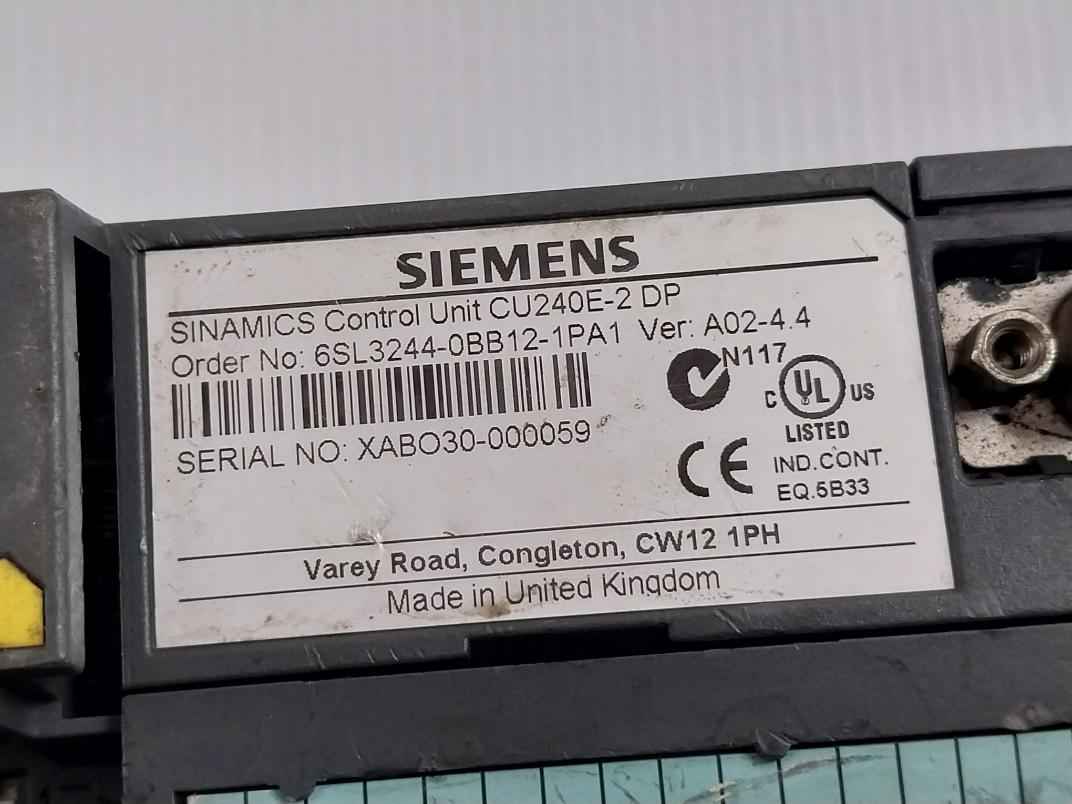 SIEMENS
SINAMICS Control Unit CU240E-2 DP
Order No: 6SL3244-0BB12-1PA1 Ver: A02-4.4
N117
C UL US
LISTED
SERIAL NO: XABO30-000059
CE
IND.CONT.
EQ.5B33
Varey Road, Congleton, CW12 1PH
Made in United Kingdom